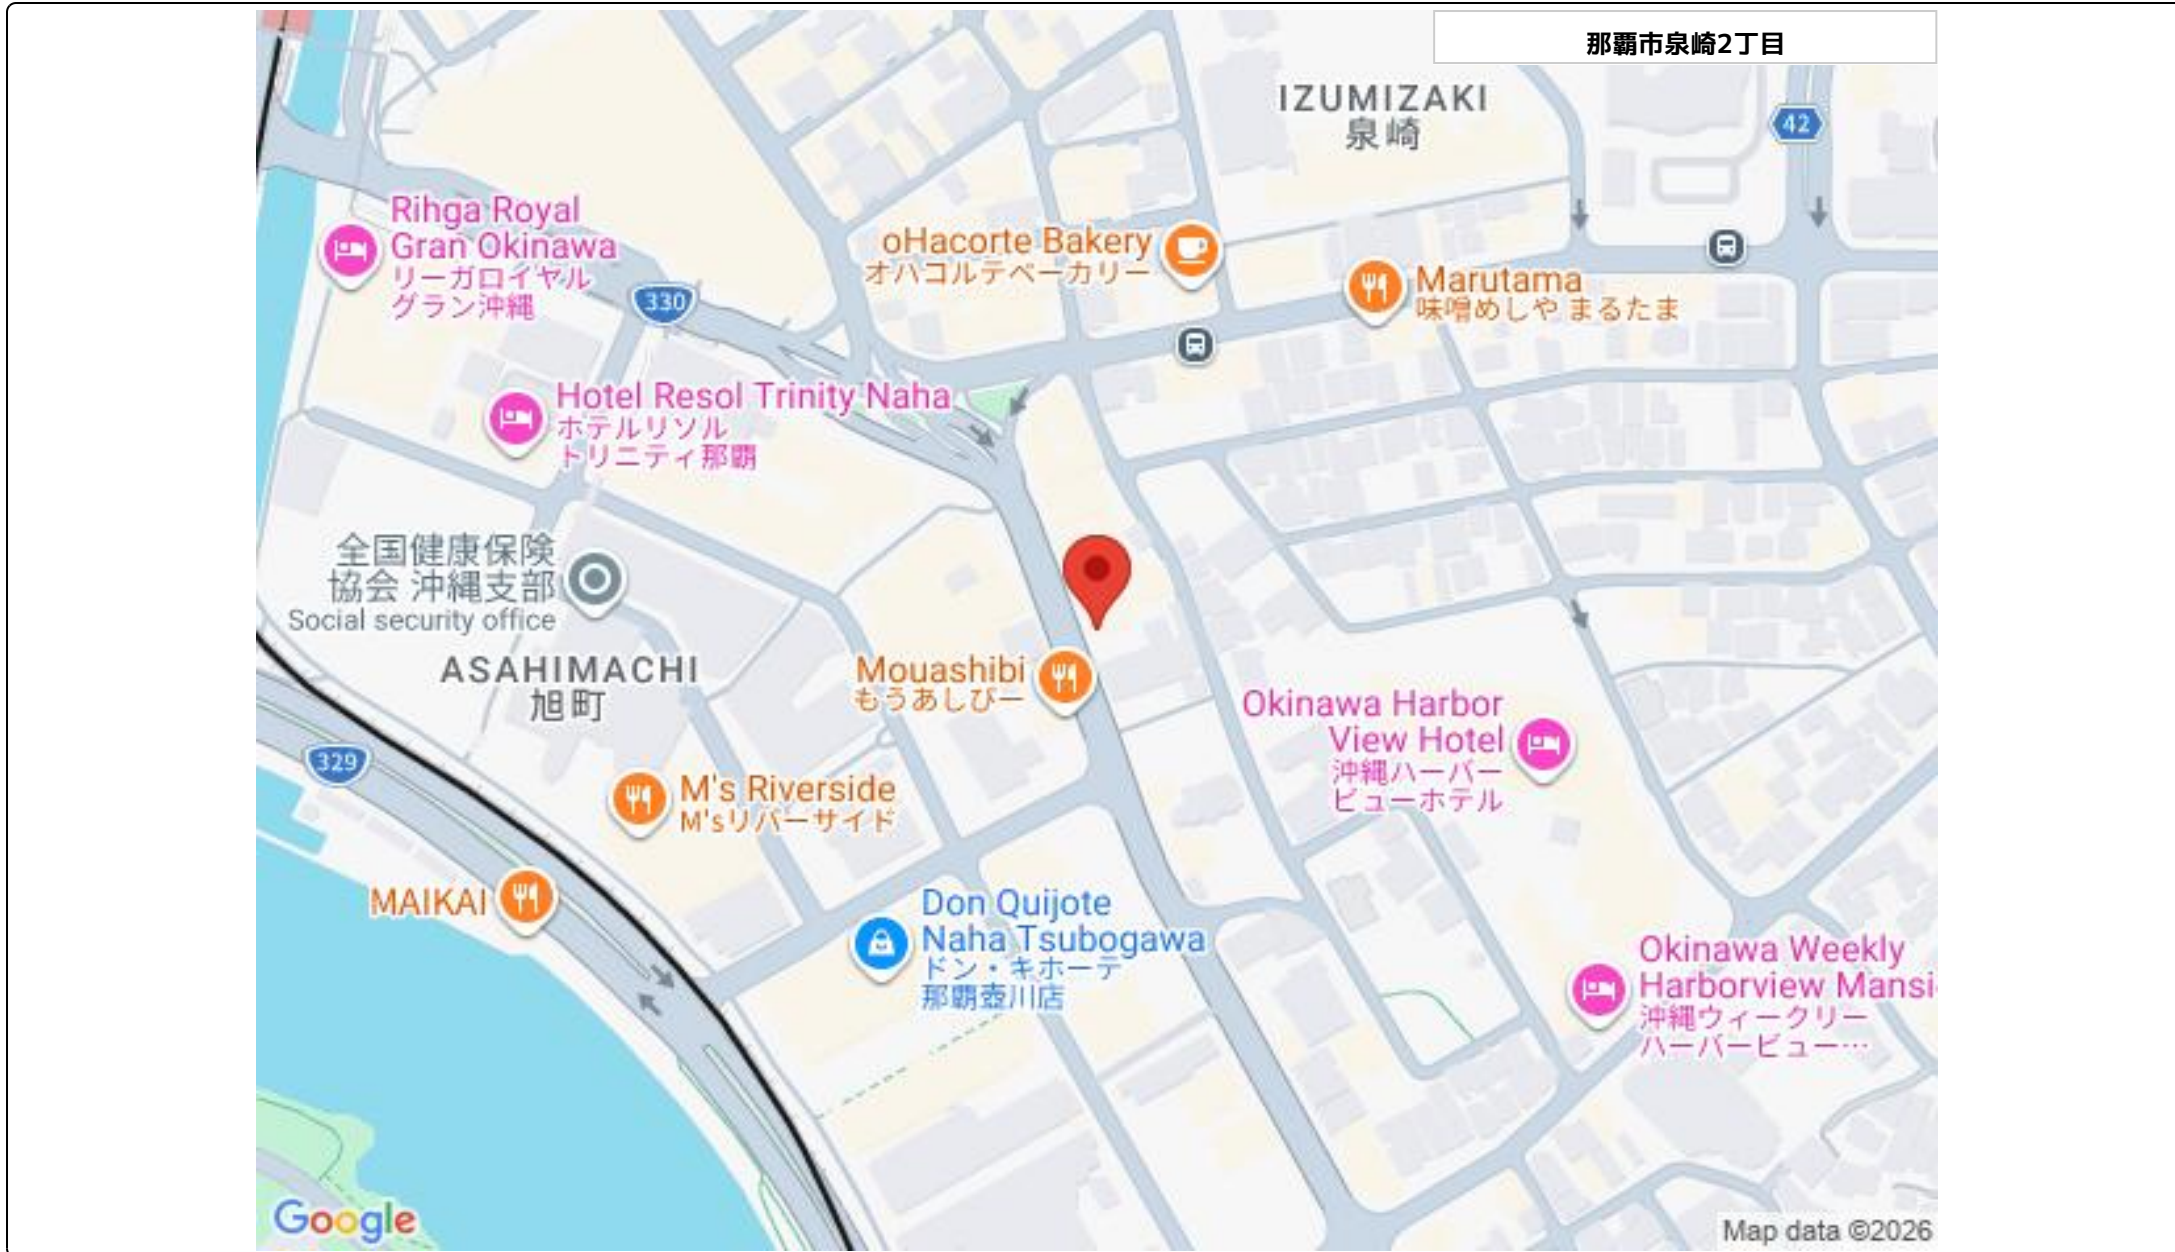 那覇市泉崎2丁目
IZUMIZAKI
泉崎
42
Rihga Royal
Gran Okinawa
リーガロイヤル
グラン沖縄
330
oHacorte Bakery
オハコルテベーカリー
Marutama
味噌めしや まるたま
Hotel Resol Trinity Naha
ホテルリソル
トリニティ那覇
全国健康保険
協会 沖縄支部
Social security office
ASAHIMACHI
旭町
Mouashibi
もうあしびー
Okinawa Harbor
View Hotel
沖縄ハーバー
ビューホテル
329
M's Riverside
M'sリバーサイド
MAIKAI
Don Quijote
Naha Tsubogawa
ドン・キホーテ
那覇壺川店
Okinawa Weekly
Harborview Mansi
沖縄ウィークリー
ハーバービュー…
Google
Map data ©2026